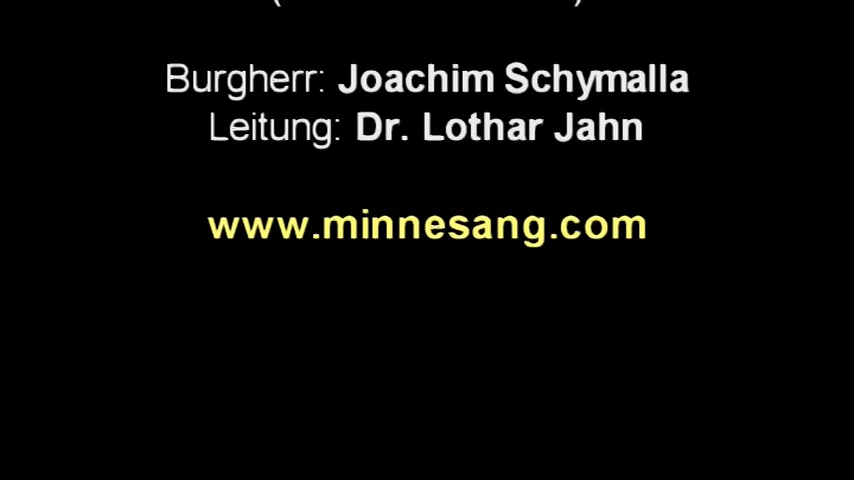 Burgherr: Joachim Schymalla
Leitung: Dr. Lothar Jahn
www.minnesang.com